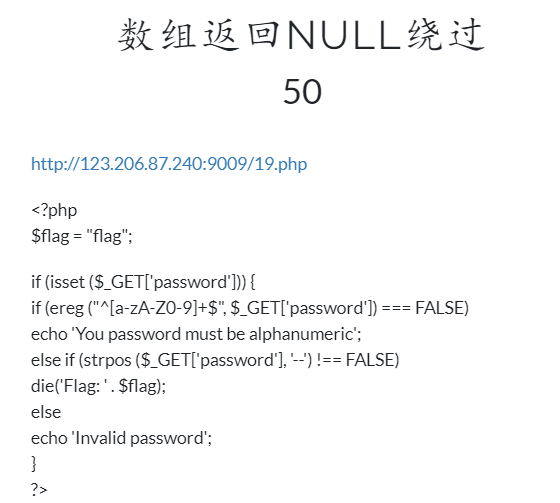 数组返回NULL绕过
50
http://123.206.87.240:9009/19.php
<?php
$flag = "flag";
if (isset ($_GET['password'])) {
if (ereg ("^[a-zA-Z0-9]+$", $_GET['password']) === FALSE)
echo 'You password must be alphanumeric';
else if (strpos ($_GET['password'], '--') !== FALSE)
die('Flag: ' . $flag);
else
echo 'Invalid password';
}
?>